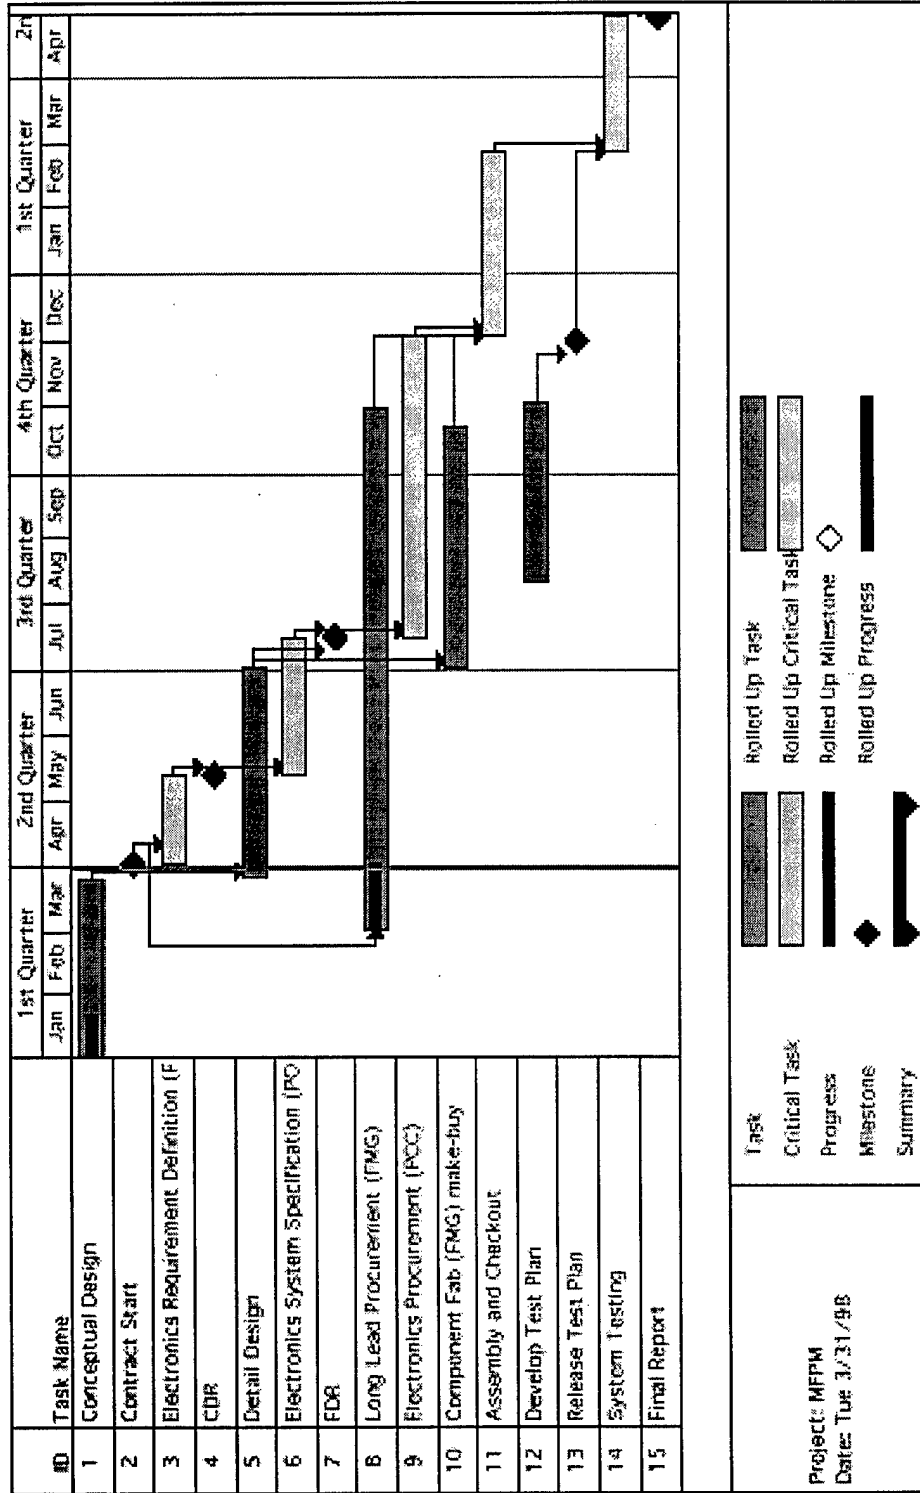 ID Task Name 1st Quarter 2nd Quarter 3rd Quarter 4th Quarter 1st Quarter 2n
Jan Feb Mar Apr May Jun Jul Aug Sep Oct Nov Dec Jan Feb Mar Apr
1 Conceptual Design
2 Contract Start
3 Electronics Requirement Definition (F
4 CDR
5 Detail Design
6 Electronics System Specification (PO
7 FDR
8 Long Lead Procurement (FMG)
9 Electronics Procurement (PCC)
10 Component Fab (FMG) make-buy
11 Assembly and Checkout
12 Develop Test Plan
13 Release Test Plan
14 System Testing
15 Final Report
Project: MFPM
Date: Tue 3/31/98
Task
Critical Task
Progress
Milestone
Summary
Rolled Up Task
Rolled Up Critical Task
Rolled Up Milestone
Rolled Up Progress